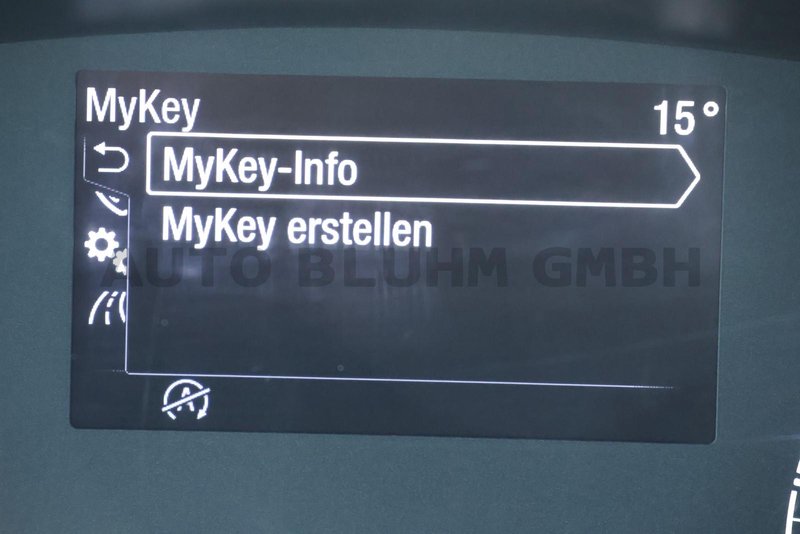 MyKey
15°
MyKey-Info
MyKey erstellen
AUTO BLUHM GMBH
A